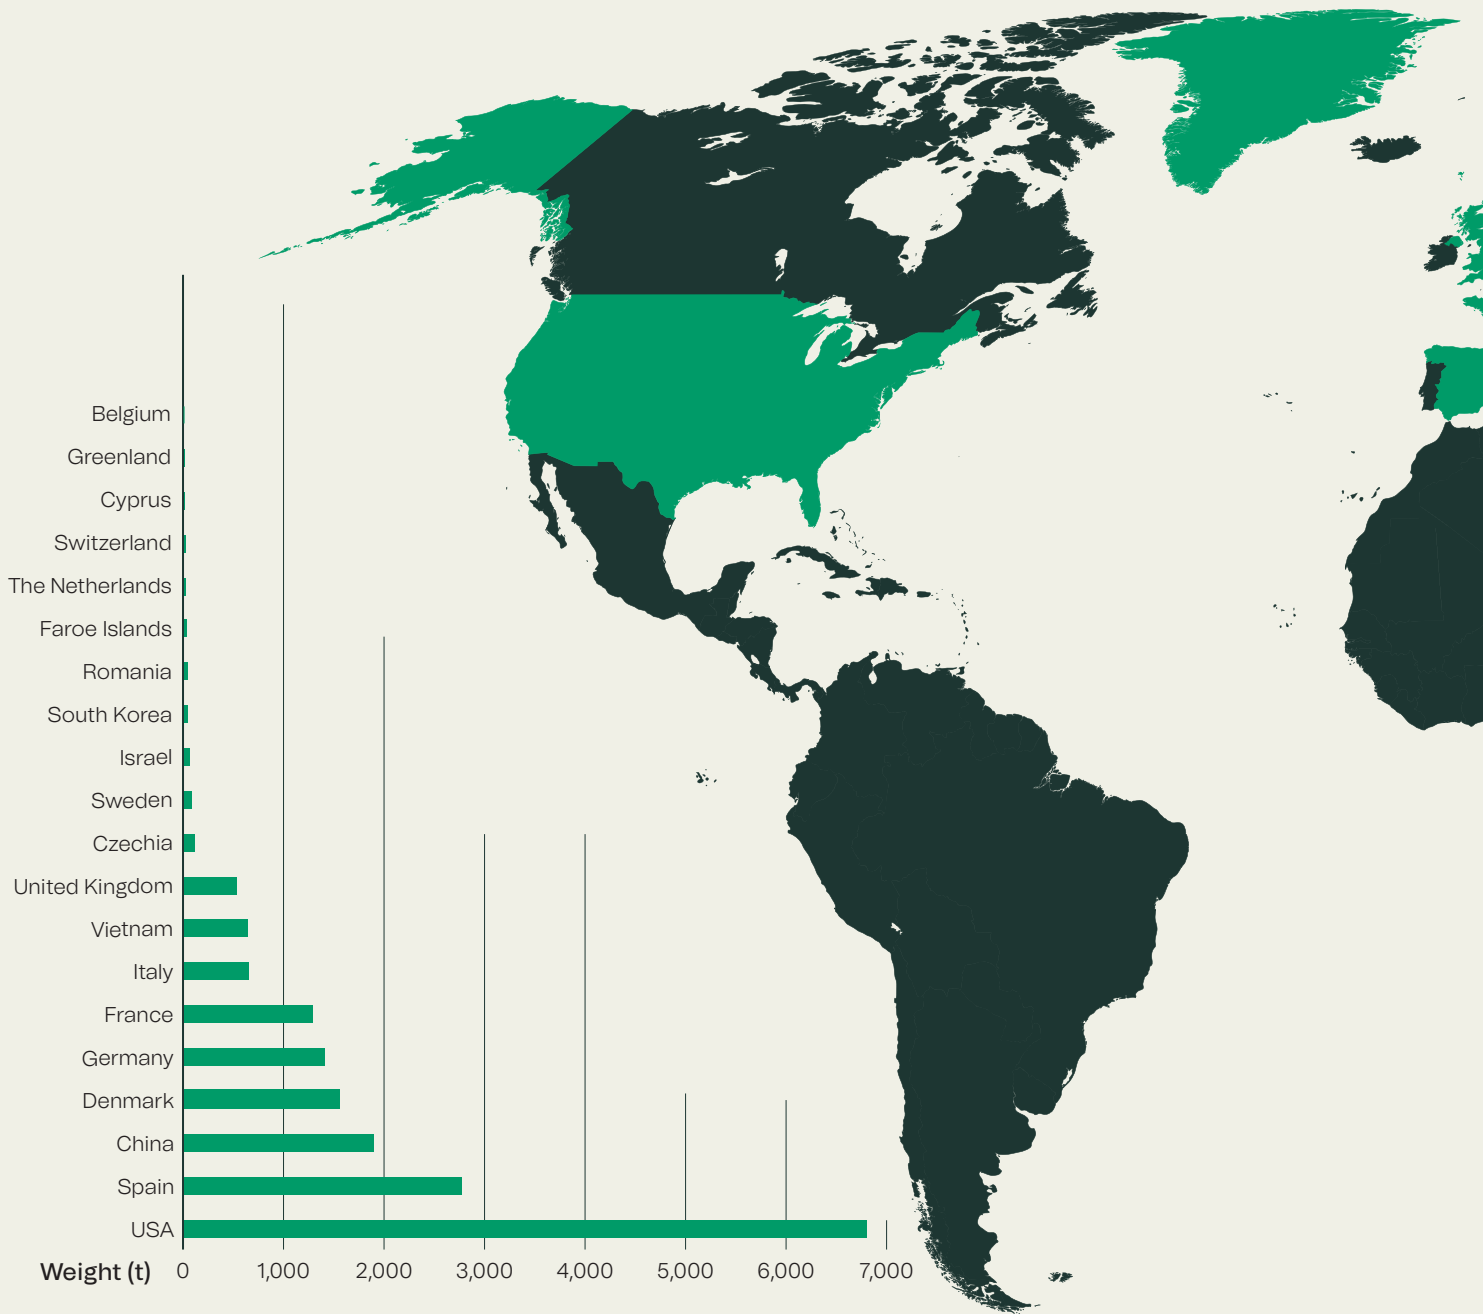 Belgium
Greenland
Cyprus
Switzerland
The Netherlands
Faroe Islands
Romania
South Korea
Israel
Sweden
Czechia
United Kingdom
Vietnam
Italy
France
Germany
Denmark
China
Spain
USA
Weight (t) 0 1,000 2,000 3,000 4,000 5,000 6,000 7,000